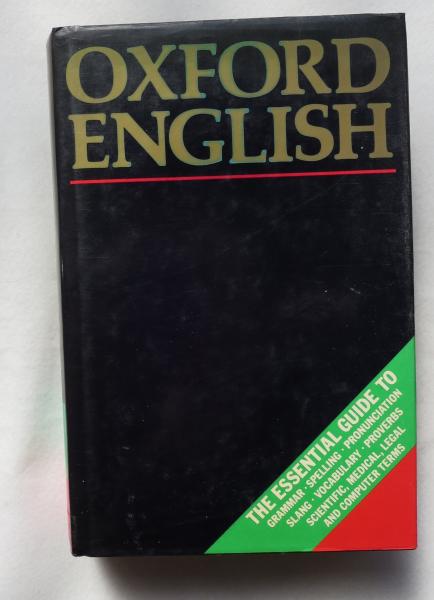 OXFORD
ENGLISH
THE ESSENTIAL GUIDE TO
GRAMMAR · SPELLING · PRONUNCIATION
SLANG · VOCABULARY · PROVERBS
SCIENTIFIC, MEDICAL, LEGAL
AND COMPUTER TERMS